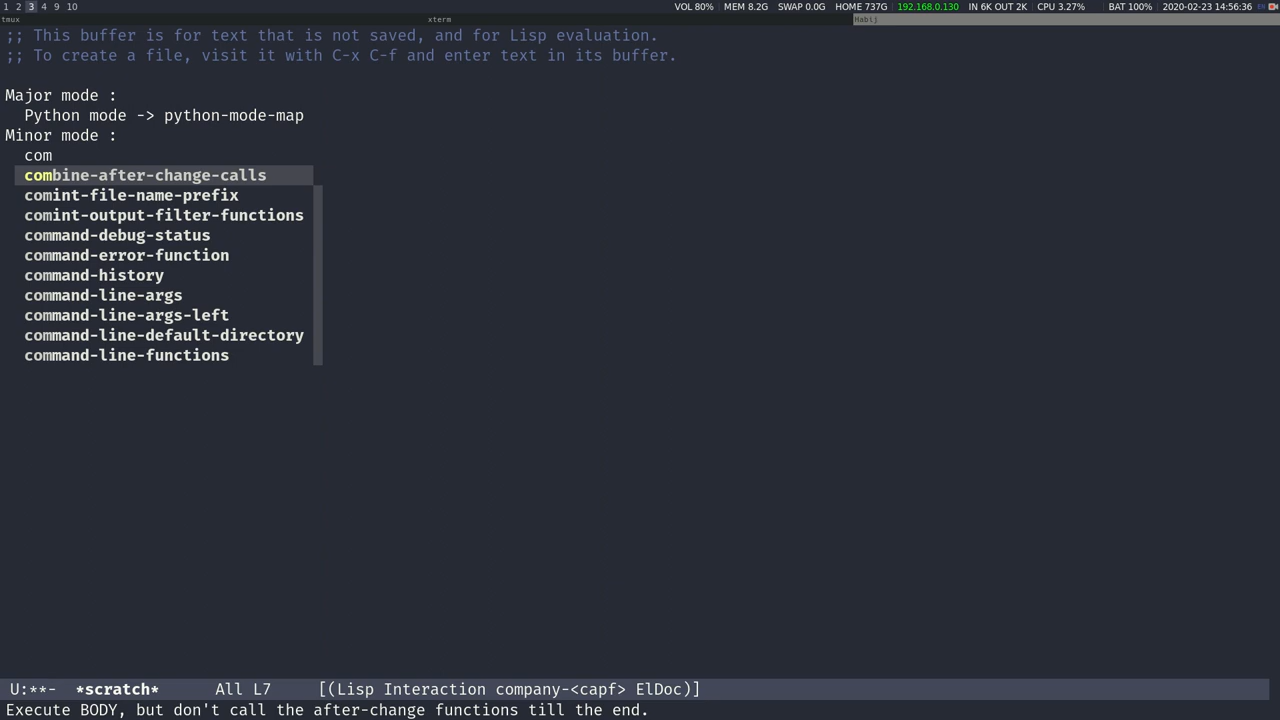 1 2 3 4 9 10 VOL 80% MEM 8.2G SWAP 0.0G HOME 737G 192.168.0.130 IN 6K OUT 2K CPU 3.27% BAT 100% 2020-02-23 14:56:36 EN
tmux xterm Habij
;; This buffer is for text that is not saved, and for Lisp evaluation.
;; To create a file, visit it with C-x C-f and enter text in its buffer.
Major mode :
Python mode -> python-mode-map
Minor mode :
com
combine-after-change-calls
comint-file-name-prefix
comint-output-filter-functions
command-debug-status
command-error-function
command-history
command-line-args
command-line-args-left
command-line-default-directory
command-line-functions
U:**- *scratch* All L7 [(Lisp Interaction company-<capf> ElDoc)]
Execute BODY, but don't call the after-change functions till the end.